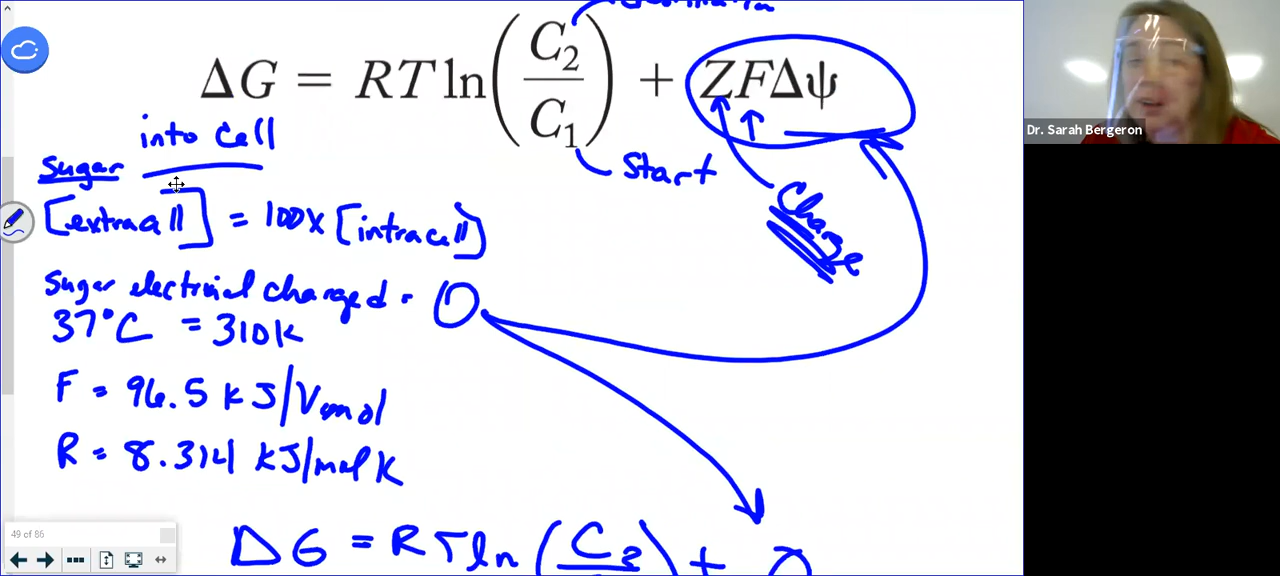 ΔG = RT ln(C₂/C₁) + ZFΔψ
Start
Charge
into cell
Sugar
[extracell] = 100x [intracell]
Sugar electrical charged = 0
37°C = 310K
F = 96.5 kJ/Vmol
R = 8.314 kJ/mol K
ΔG = RT ln(C₂
+ 0
49 of 86
Dr. Sarah Bergeron